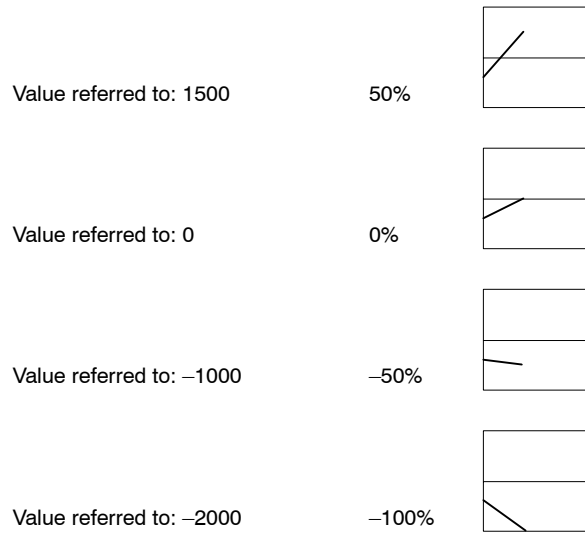 Value referred to: 1500 50%
Value referred to: 0 0%
Value referred to: –1000 –50%
Value referred to: –2000 –100%